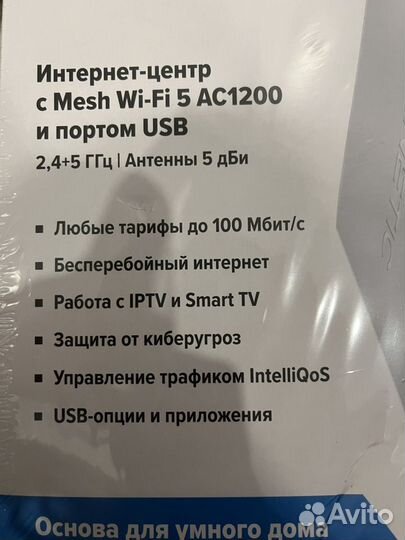 Интернет-центр
с Mesh Wi-Fi 5 AC1200
и портом USB
2,4+5 ГГц | Антенны 5 дБи
▪ Любые тарифы до 100 Мбит/с
▪ Бесперебойный интернет
▪ Работа с IPTV и Smart TV
▪ Защита от киберугроз
▪ Управление трафиком IntelliQoS
▪ USB-опции и приложения
Основа для умного дома
Avito